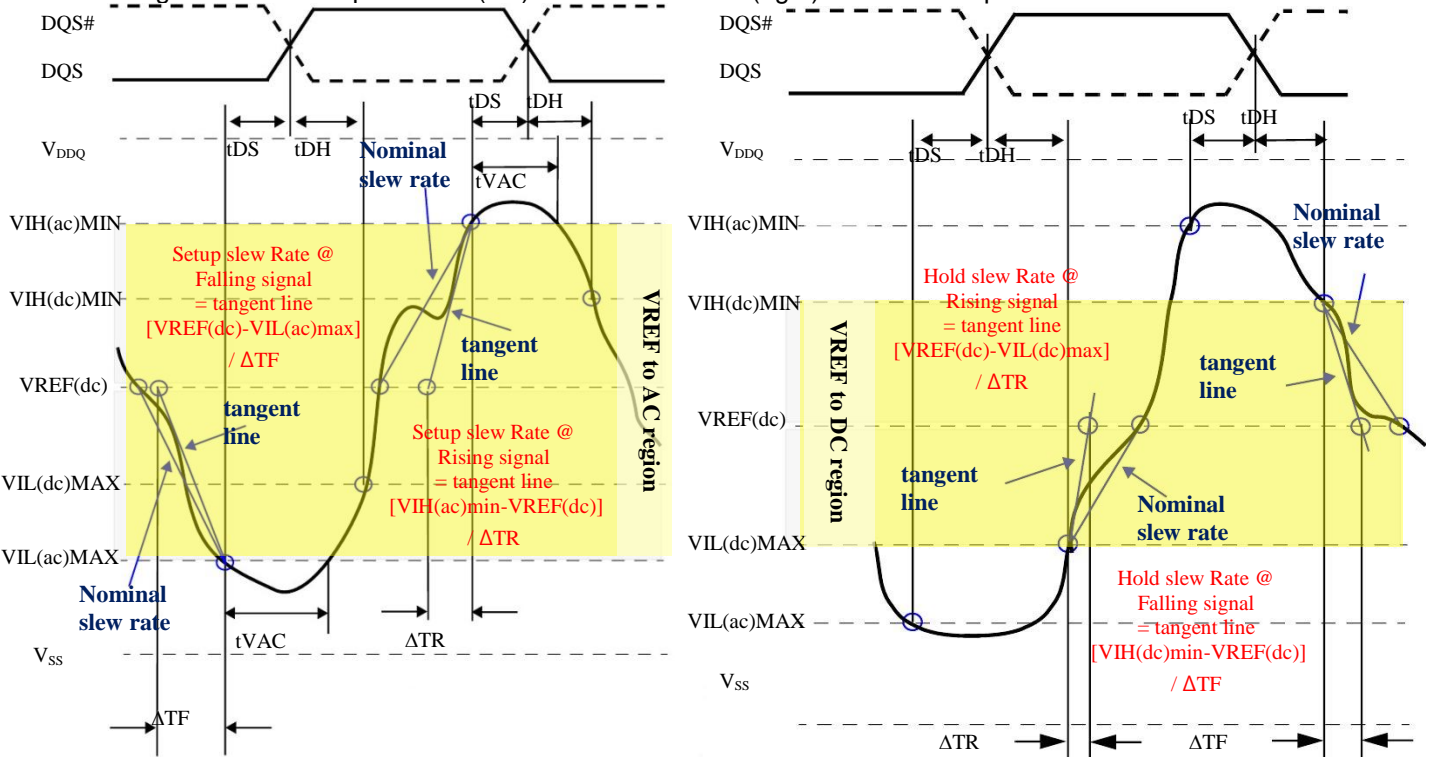 DQS#
DQS
tDS
tDH
tDS
tDH
VDDQ
Nominal
slew rate
tVAC
VIH(ac)MIN
Setup slew Rate @
Falling signal
= tangent line
[VREF(dc)-VIL(ac)max]
/ ΔTF
VIH(dc)MIN
tangent
line
VREF to AC region
VREF(dc)
tangent
line
Setup slew Rate @
Rising signal
= tangent line
[VIH(ac)min-VREF(dc)]
/ ΔTR
VIL(dc)MAX
VIL(ac)MAX
Nominal
slew rate
tVAC
ΔTR
VSS
ΔTF
DQS#
DQS
tDS
tDH
tDS
tDH
VDDQ
VIH(ac)MIN
Nominal
slew rate
Hold slew Rate @
Rising signal
= tangent line
[VREF(dc)-VIL(dc)max]
/ ΔTR
VIH(dc)MIN
VREF to DC region
tangent
line
VREF(dc)
tangent
line
Nominal
slew rate
VIL(dc)MAX
Hold slew Rate @
Falling signal
= tangent line
[VIH(dc)min-VREF(dc)]
/ ΔTF
VIL(ac)MAX
VSS
ΔTR
ΔTF